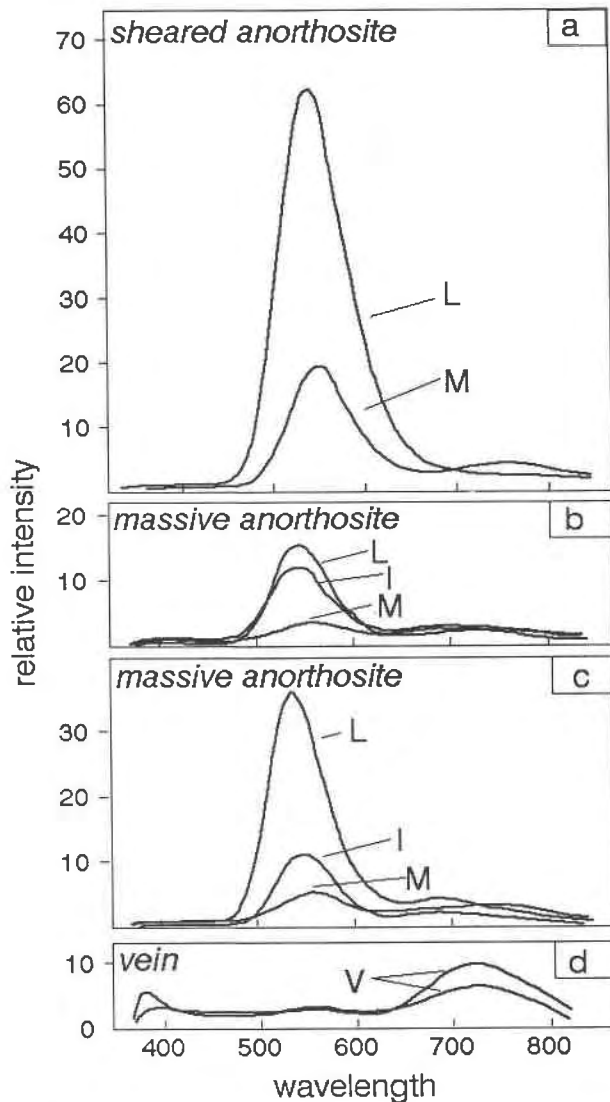 sheared anorthosite a
70
60
50
40
30
20
10
L
M
massive anorthosite b
20
10
L
I
M
massive anorthosite c
30
20
10
L
I
M
vein d
10
0
V
400 500 600 700 800
wavelength
relative intensity